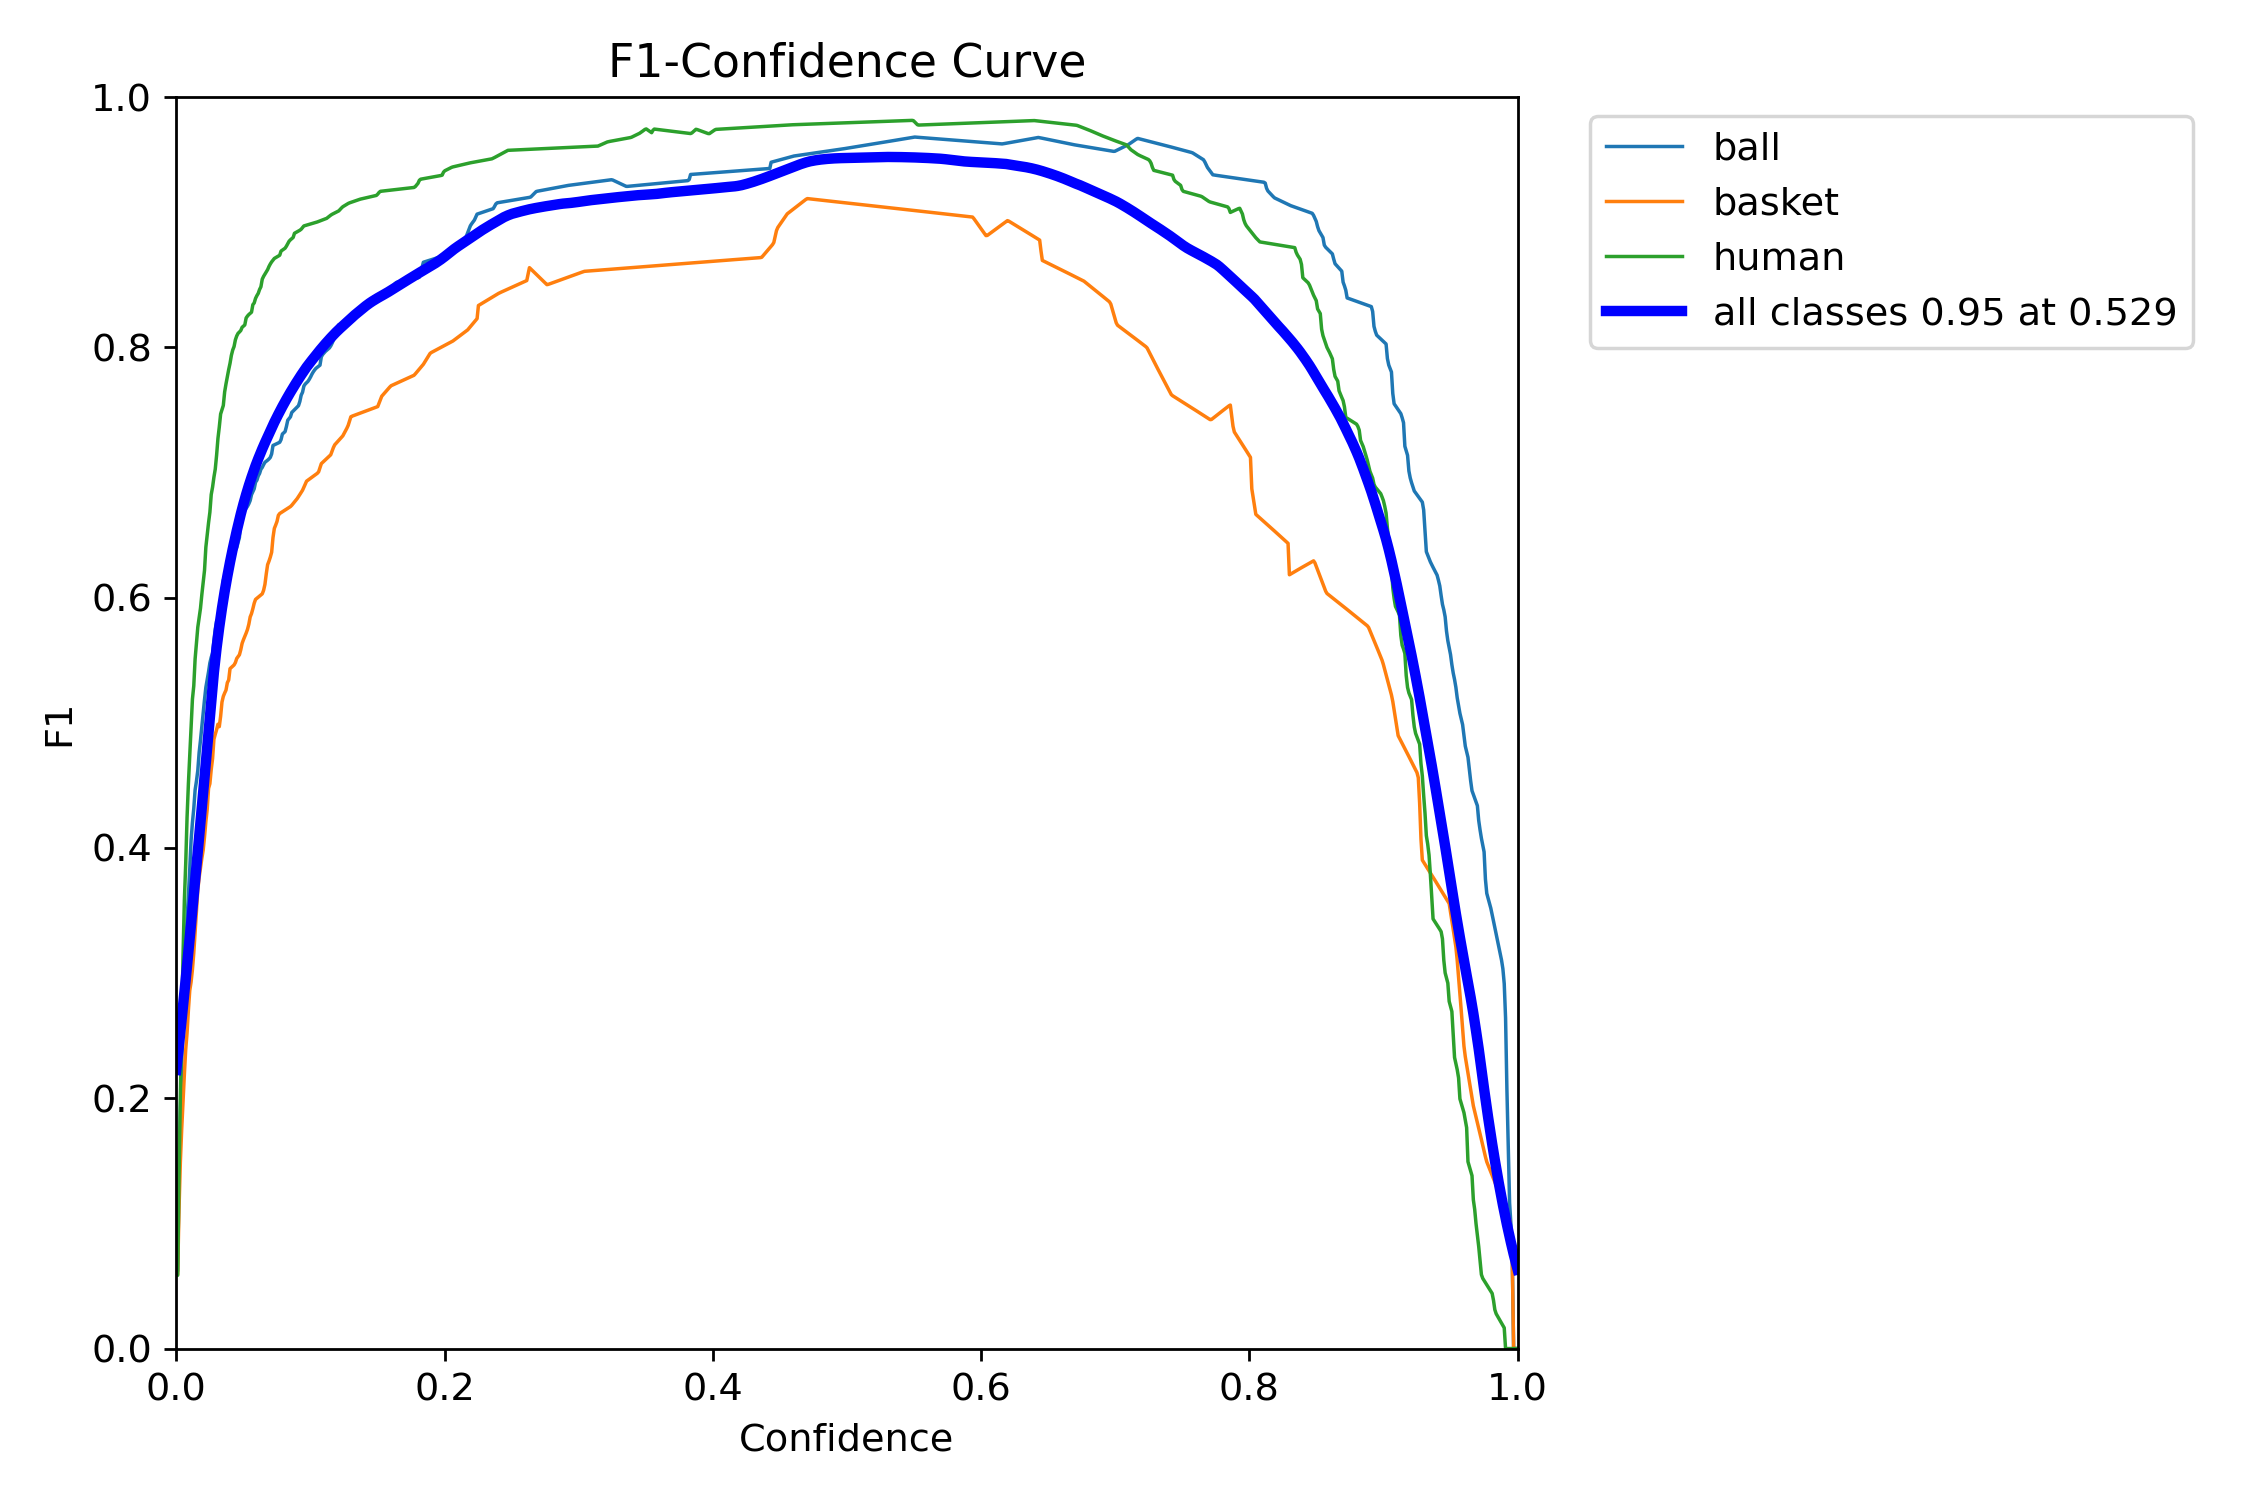 F1-Confidence Curve
1.0
0.8
0.6
0.4
0.2
0.0
F1
0.0 0.2 0.4 0.6 0.8 1.0
Confidence
ball
basket
human
all classes 0.95 at 0.529